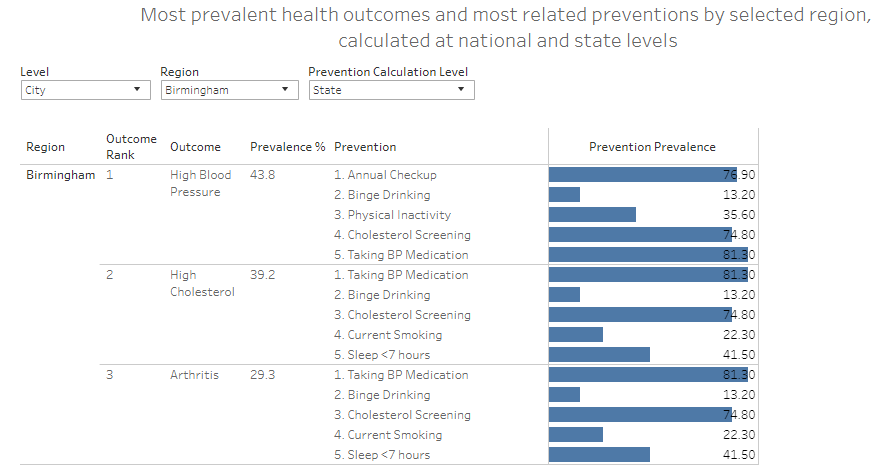 Most prevalent health outcomes and most related preventions by selected region,
calculated at national and state levels
Level Region Prevention Calculation Level
City Birmingham State
Region Outcome Rank Outcome Prevalence % Prevention Prevention Prevalence
Birmingham 1 High Blood Pressure 43.8 1. Annual Checkup 76.90
2. Binge Drinking 13.20
3. Physical Inactivity 35.60
4. Cholesterol Screening 74.80
5. Taking BP Medication 81.30
2 High Cholesterol 39.2 1. Taking BP Medication 81.30
2. Binge Drinking 13.20
3. Cholesterol Screening 74.80
4. Current Smoking 22.30
5. Sleep <7 hours 41.50
3 Arthritis 29.3 1. Taking BP Medication 81.30
2. Binge Drinking 13.20
3. Cholesterol Screening 74.80
4. Current Smoking 22.30
5. Sleep <7 hours 41.50